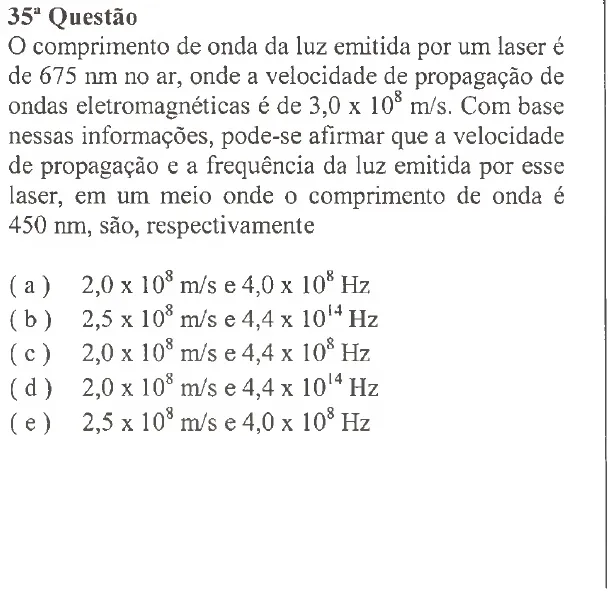 35ª Questão
O comprimento de onda da luz emitida por um laser é
de 675 nm no ar, onde a velocidade de propagação de
ondas eletromagnéticas é de 3,0 x 10⁸ m/s. Com base
nessas informações, pode-se afirmar que a velocidade
de propagação e a frequência da luz emitida por esse
laser, em um meio onde o comprimento de onda é
450 nm, são, respectivamente
( a ) 2,0 x 10⁸ m/s e 4,0 x 10⁸ Hz
( b ) 2,5 x 10⁸ m/s e 4,4 x 10¹⁴ Hz
( c ) 2,0 x 10⁸ m/s e 4,4 x 10⁸ Hz
( d ) 2,0 x 10⁸ m/s e 4,4 x 10¹⁴ Hz
( e ) 2,5 x 10⁸ m/s e 4,0 x 10⁸ Hz